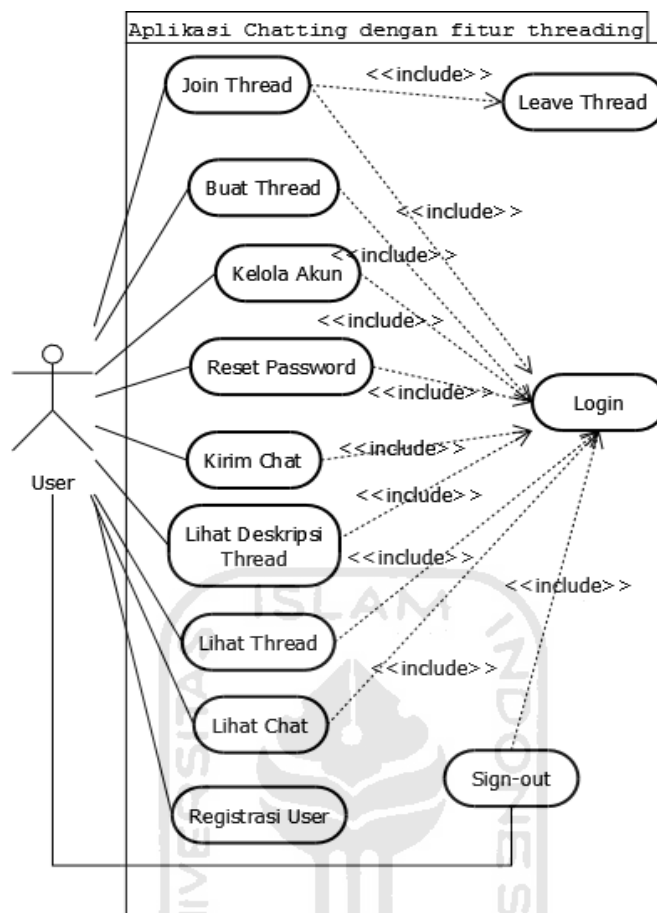 Aplikasi Chatting dengan fitur threading
Join Thread
<<include>>
Leave Thread
Buat Thread
<<include>>
<<include>>
Kelola Akun
<<include>>
Reset Password
<<include>>
Login
User
Kirim Chat
<<include>>
<<include>>
Lihat Deskripsi
Thread
<<include>>
<<include>>
ISLAM
Lihat Thread
<<include>>
Lihat Chat
Sign-out
Registrasi User